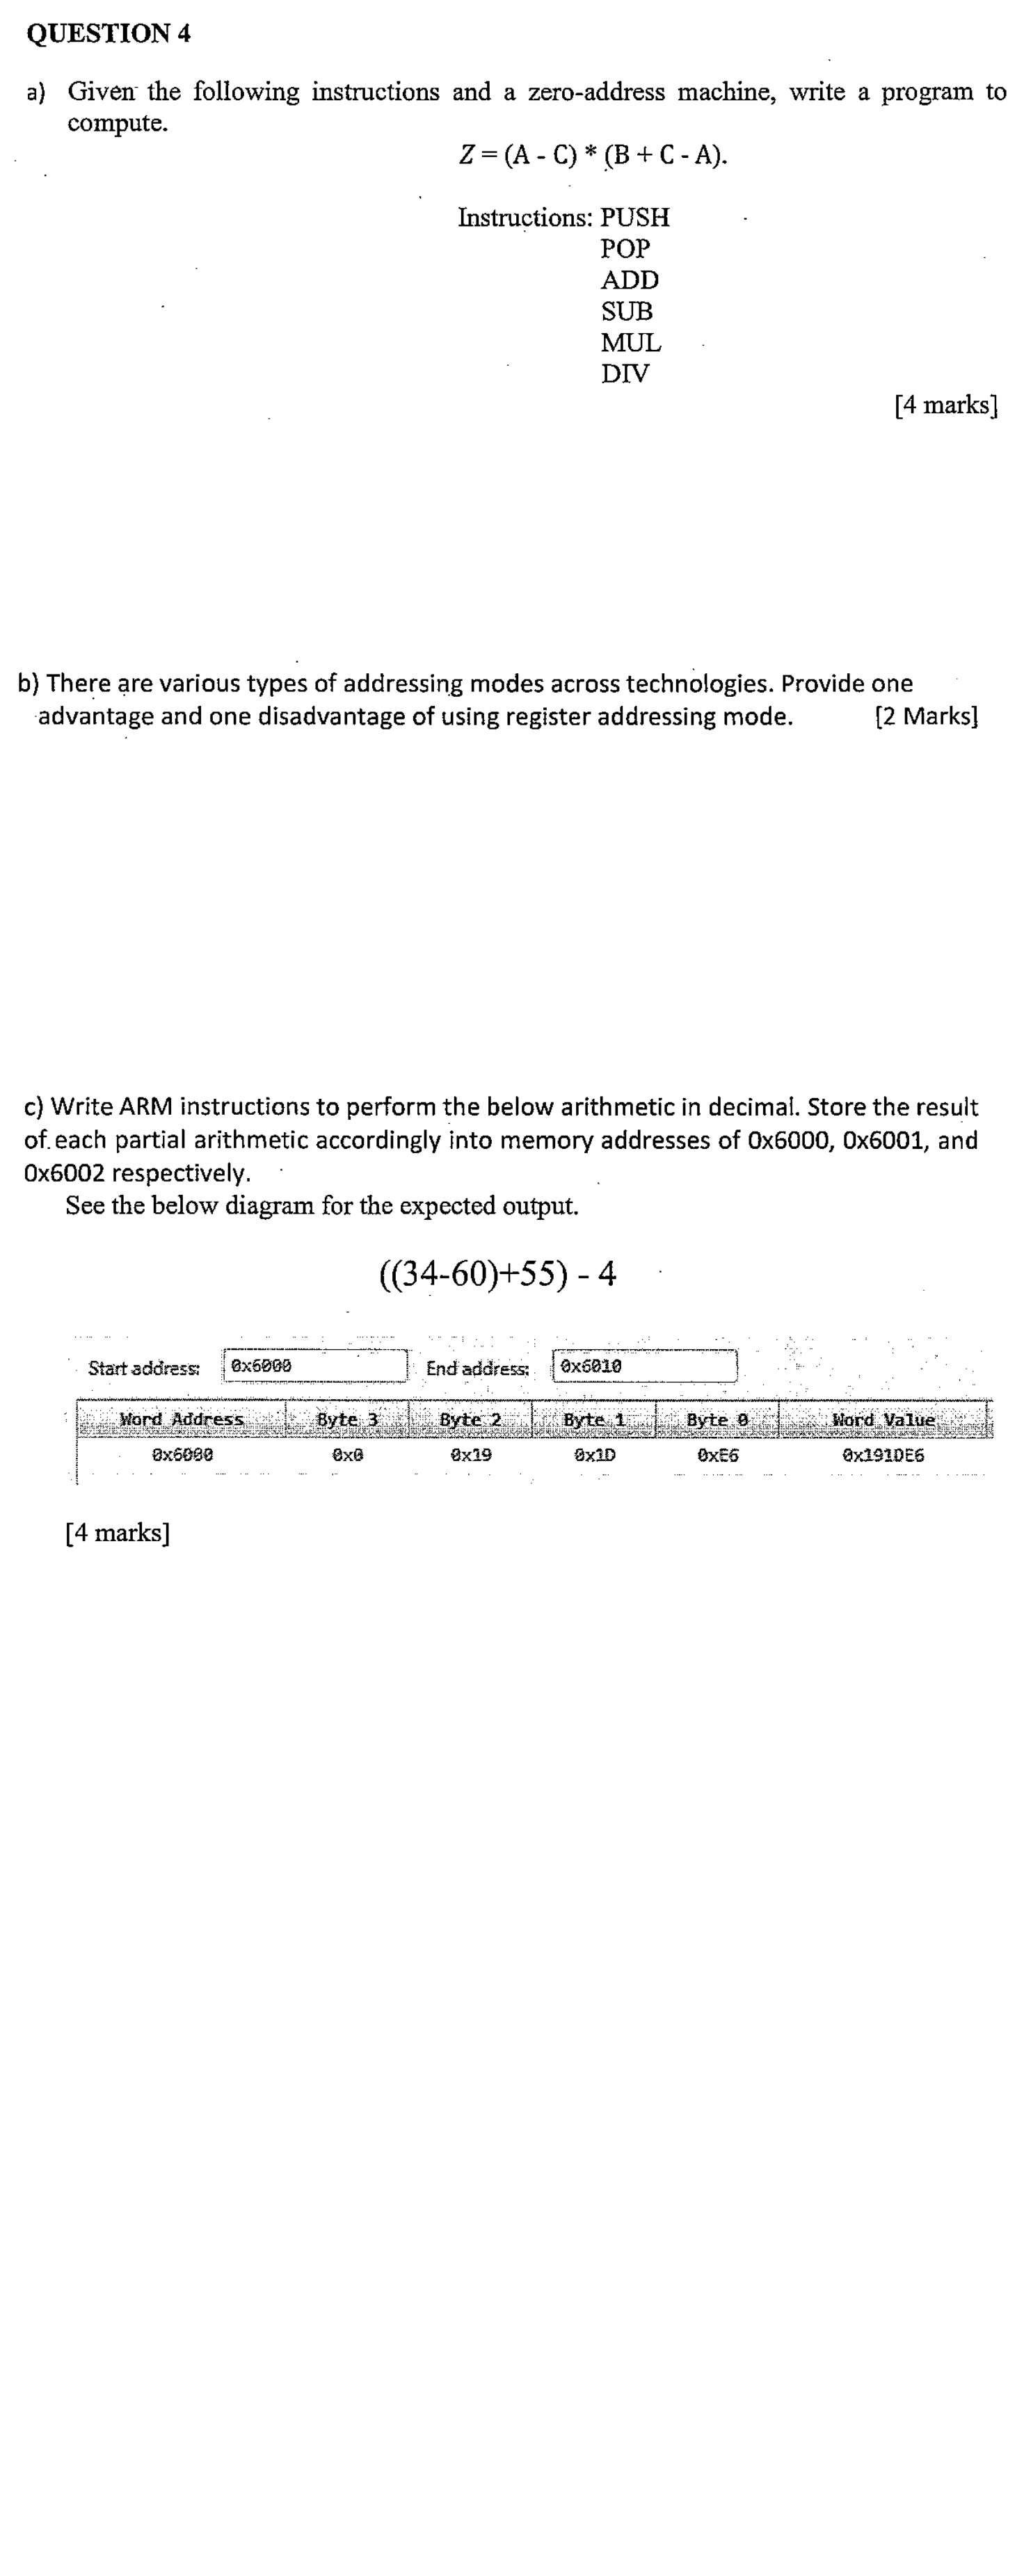 QUESTION 4
a) Given the following instructions and a zero-address machine, write a program to
compute.
Z = (A - C) * (B + C - A).
Instructions: PUSH
POP
ADD
SUB
MUL
DIV
[4 marks]
b) There are various types of addressing modes across technologies. Provide one
advantage and one disadvantage of using register addressing mode. [2 Marks]
c) Write ARM instructions to perform the below arithmetic in decimal. Store the result
of each partial arithmetic accordingly into memory addresses of 0x6000, 0x6001, and
0x6002 respectively.
See the below diagram for the expected output.
((34-60)+55) - 4
Start address: 0x6000 End address: 0x6010
Word Address Byte 3 Byte 2 Byte 1 Byte 0 Word Value
0x6000 0x0 0x19 0x1D 0xE6 0x191DE6
[4 marks]